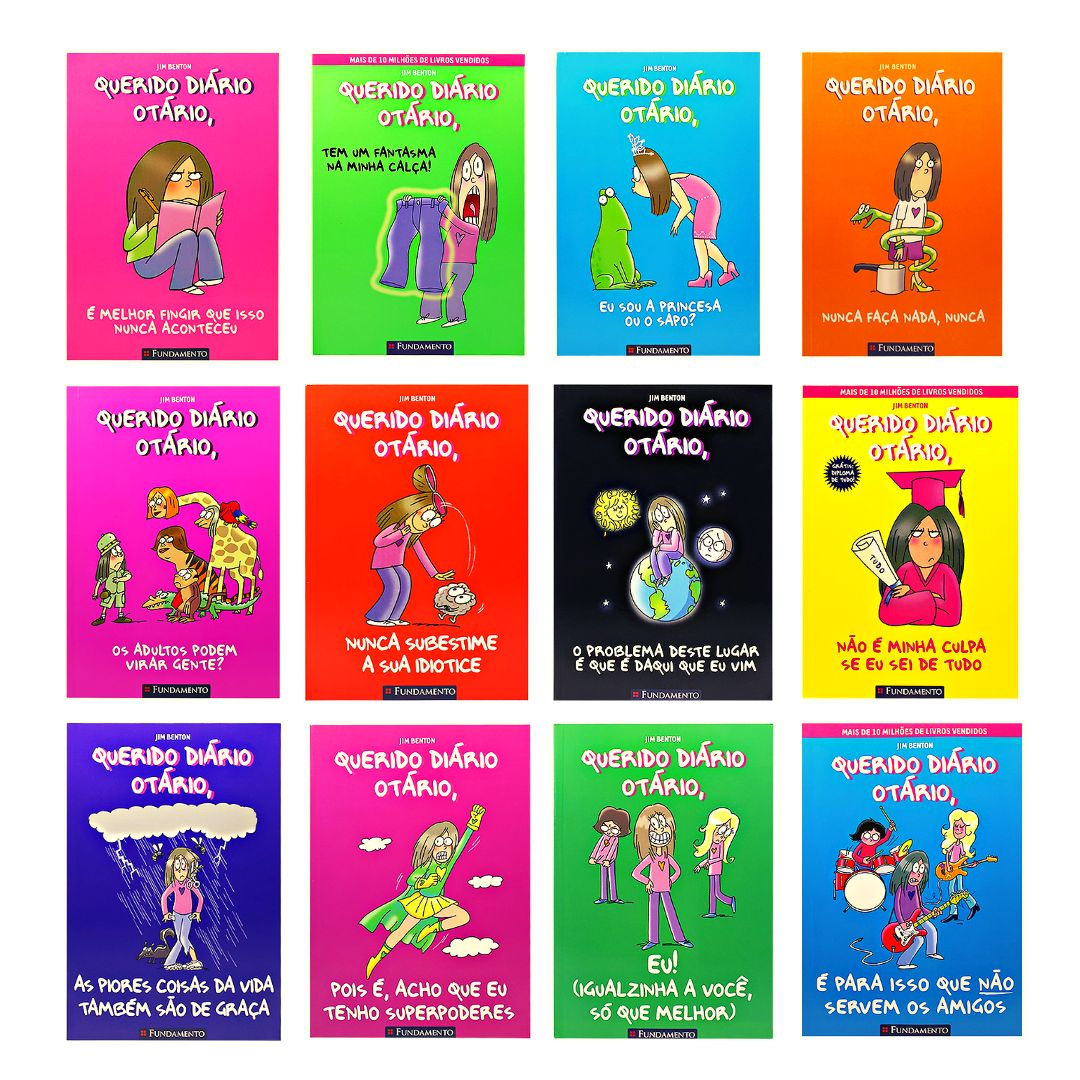 JIM BENTON
QUERIDO DIÁRIO
OTÁRIO,
É MELHOR FINGIR QUE ISSO
NUNCA ACONTECEU
FUNDAMENTO
MAIS DE 10 MILHÕES DE LIVROS VENDIDOS
JIM BENTON
QUERIDO DIÁRIO
OTÁRIO,
TEM UM FANTASMA
NA MINHA CALÇA!
FUNDAMENTO
JIM BENTON
QUERIDO DIÁRIO
OTÁRIO,
EU SOU A PRINCESA
OU O SAPO?
FUNDAMENTO
JIM BENTON
QUERIDO DIÁRIO
OTÁRIO,
NUNCA FAÇA NADA, NUNCA
FUNDAMENTO
JIM BENTON
QUERIDO DIÁRIO
OTÁRIO,
OS ADULTOS PODEM
VIRAR GENTE?
FUNDAMENTO
JIM BENTON
QUERIDO DIÁRIO
OTÁRIO,
NUNCA SUBESTIME
A SUA IDIOTICE
FUNDAMENTO
JIM BENTON
QUERIDO DIÁRIO
OTÁRIO,
O PROBLEMA DESTE LUGAR
É QUE É DAQUI QUE EU VIM
FUNDAMENTO
MAIS DE 10 MILHÕES DE LIVROS VENDIDOS
JIM BENTON
QUERIDO DIÁRIO
OTÁRIO,
GRÁTIS:
DIPLOMA
DE TUDO!
TUDO
NÃO É MINHA CULPA
SE EU SEI DE TUDO
FUNDAMENTO
JIM BENTON
QUERIDO DIÁRIO
OTÁRIO,
AS PIORES COISAS DA VIDA
TAMBÉM SÃO DE GRAÇA
FUNDAMENTO
JIM BENTON
QUERIDO DIÁRIO
OTÁRIO,
POIS É, ACHO QUE EU
TENHO SUPERPODERES
FUNDAMENTO
JIM BENTON
QUERIDO DIÁRIO
OTÁRIO,
EU!
(IGUALZINHA A VOCÊ,
SÓ QUE MELHOR)
FUNDAMENTO
MAIS DE 10 MILHÕES DE LIVROS VENDIDOS
JIM BENTON
QUERIDO DIÁRIO
OTÁRIO,
É PARA ISSO QUE NÃO
SERVEM OS AMIGOS
FUNDAMENTO